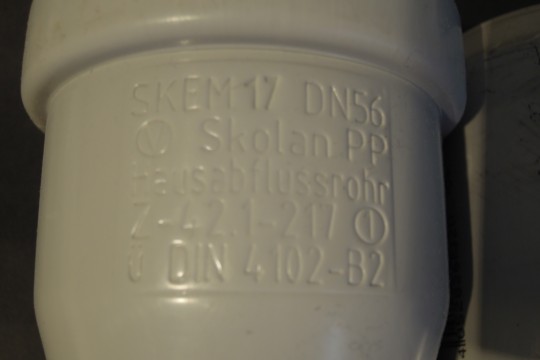 SKEM 17 DN56
Skolan PP
Hausabflussrohr
Z-42.1-217
Ü DIN 4102-B2